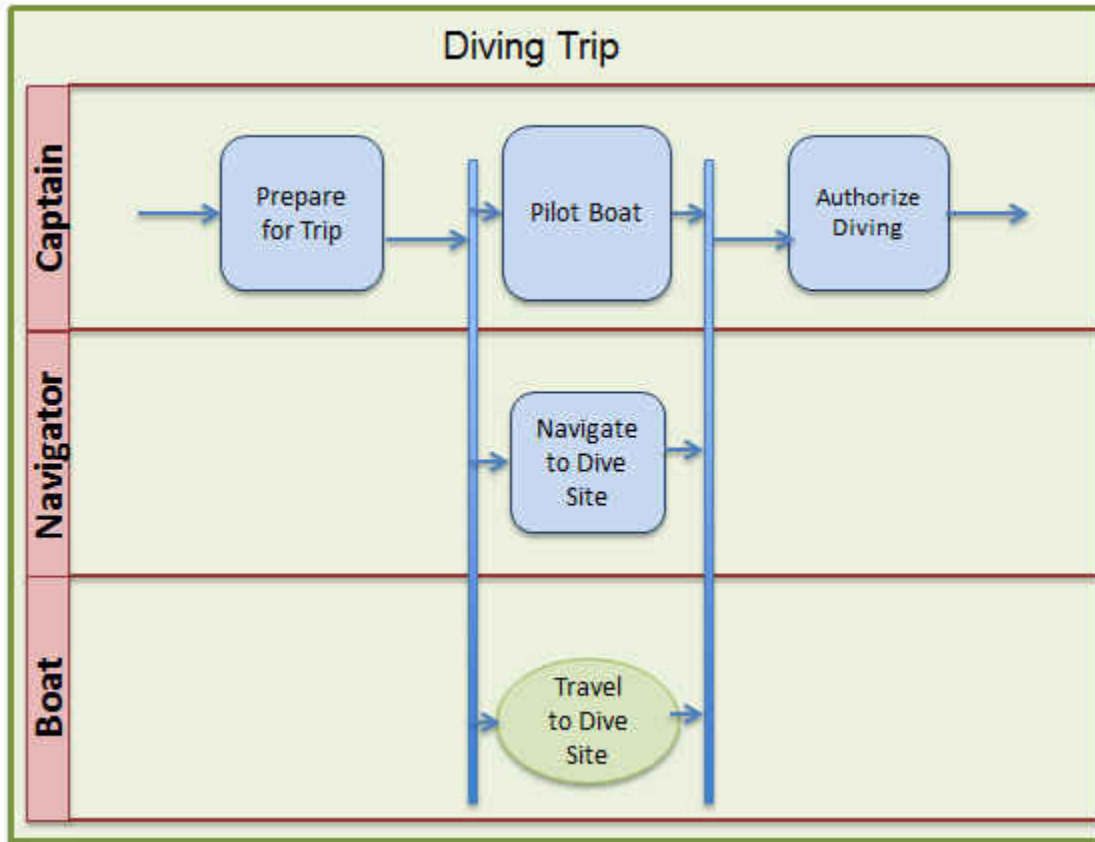 Diving Trip
Captain
Prepare
for Trip
Pilot Boat
Authorize
Diving
Navigator
Navigate
to Dive
Site
Boat
Travel
to Dive
Site